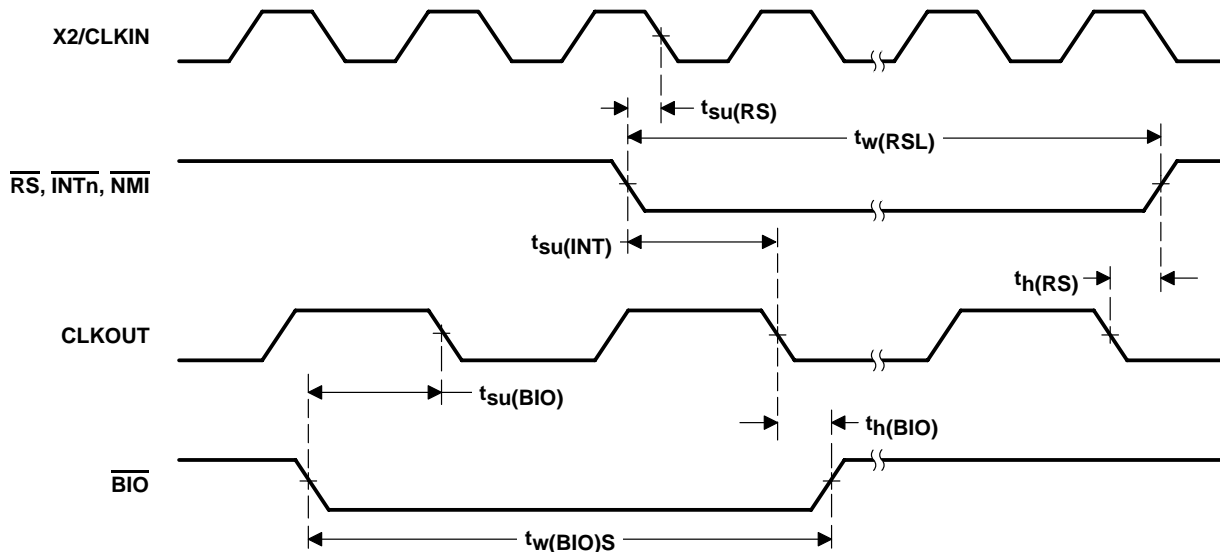 X2/CLKIN
tsu(RS)
tw(RSL)
RS, INTn, NMI
tsu(INT)
th(RS)
CLKOUT
tsu(BIO)
th(BIO)
BIO
tw(BIO)S